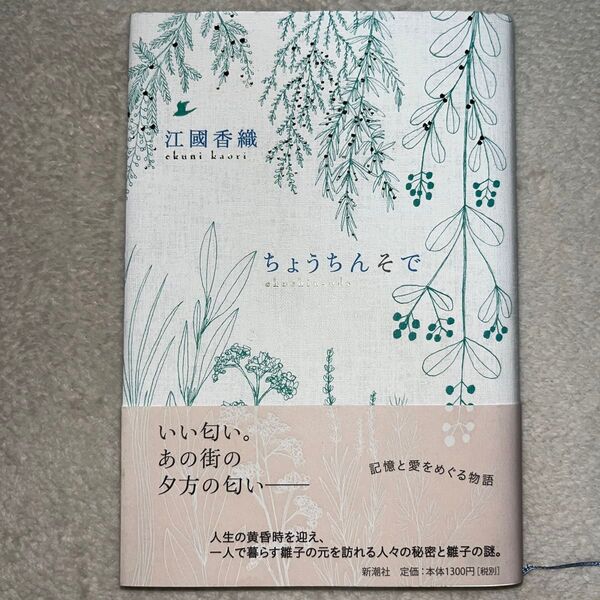 江國香織
ekuni kaori
ちょうちんそで
いい匂い。
あの街の
夕方の匂い――
記憶と愛をめぐる物語
人生の黄昏時を迎え、
一人で暮らす雛子の元を訪れる人々の秘密と雛子の謎。
新潮社 定価：本体1300円［税別］